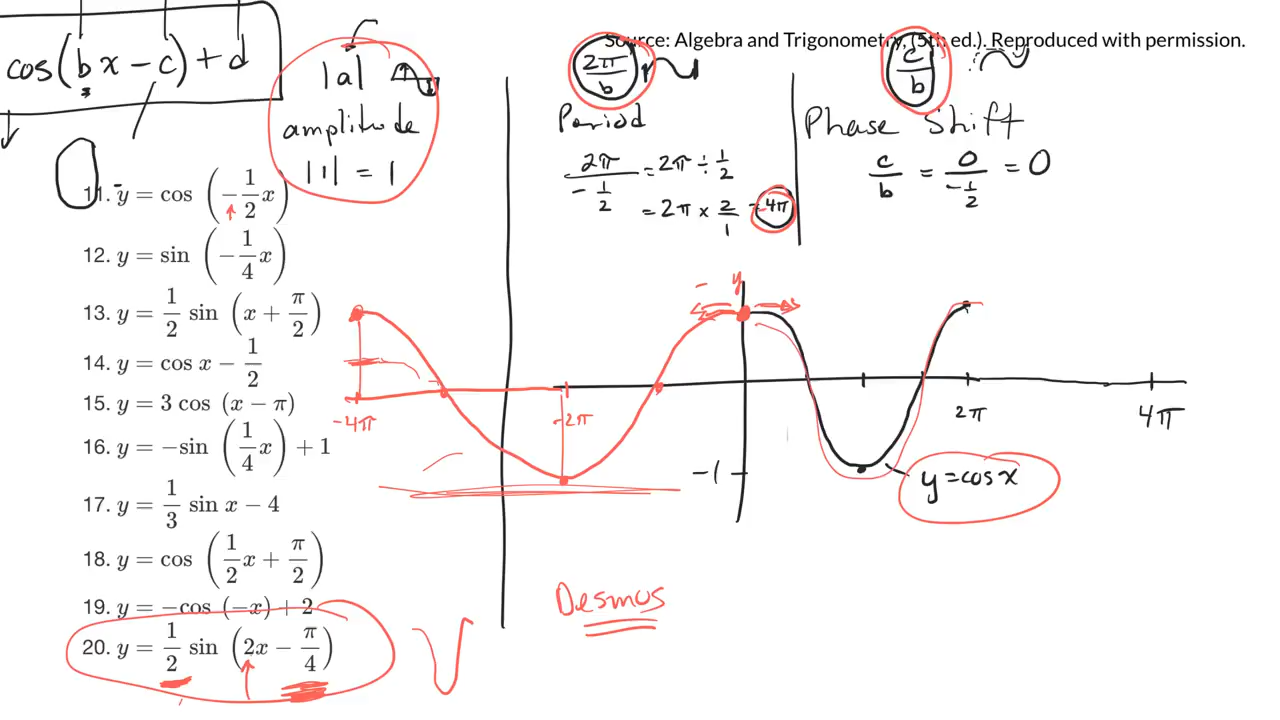 Source: Algebra and Trigonometry, (5th ed.). Reproduced with permission.
cos(bx-c)+d
|a|
amplitude
|1| = 1
2π/b
Period
2π/-1/2 = 2π ÷ 1/2
= 2π × 2/1 = 4π
c/b
Phase Shift
c/b = 0/-1/2 = 0
11. y = cos (-1/2x)
12. y = sin (-1/4x)
13. y = 1/2 sin (x + π/2)
14. y = cos x - 1/2
15. y = 3 cos (x - π)
16. y = -sin (1/4x) + 1
17. y = 1/3 sin x - 4
18. y = cos (1/2x + π/2)
19. y = -cos (-x) + 2
20. y = 1/2 sin (2x - π/4)
- y
-4π
-2π
2π
4π
-1
y=cosx
Desmos